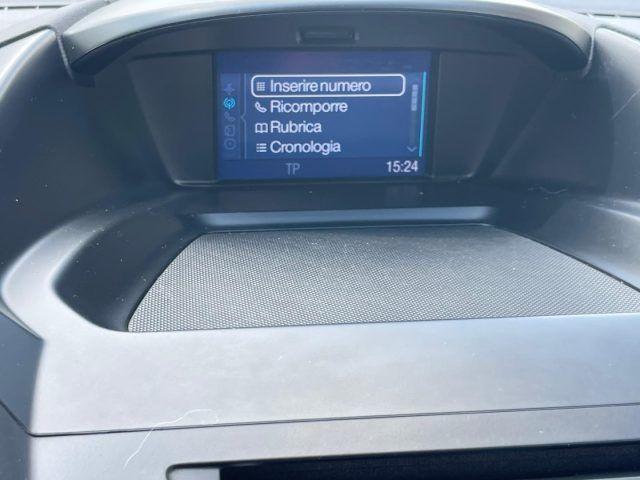 Inserire numero
Ricomporre
Rubrica
Cronologia
TP 15:24